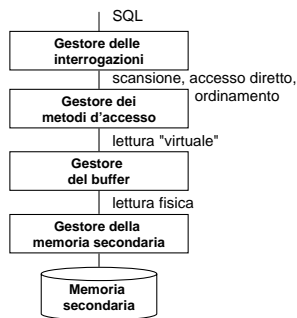 SQL
Gestore delle
interrogazioni
scansione, accesso diretto,
ordinamento
Gestore dei
metodi d'accesso
lettura "virtuale"
Gestore
del buffer
lettura fisica
Gestore della
memoria secondaria
Memoria
secondaria